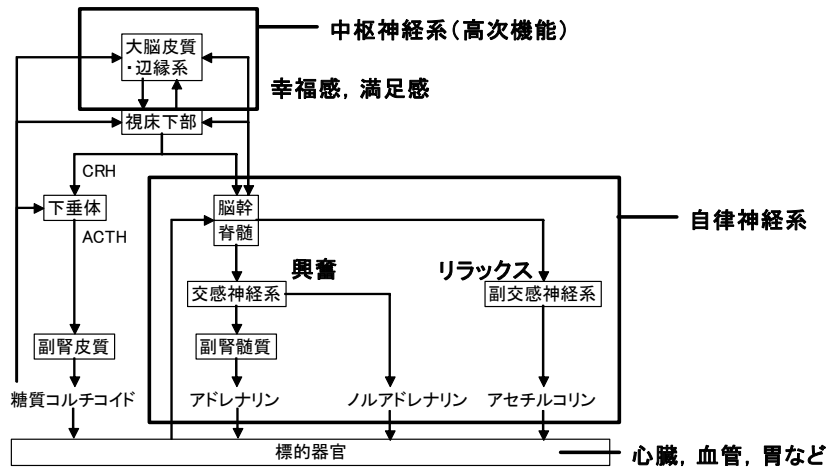 中枢神経系(高次機能)
大脳皮質
・辺縁系
幸福感, 満足感
視床下部
CRH
下垂体
脳幹
脊髄
自律神経系
ACTH
興奮
リラックス
交感神経系
副交感神経系
副腎皮質
副腎髄質
糖質コルチコイド
アドレナリン
ノルアドレナリン
アセチルコリン
標的器官
心臓, 血管, 胃など